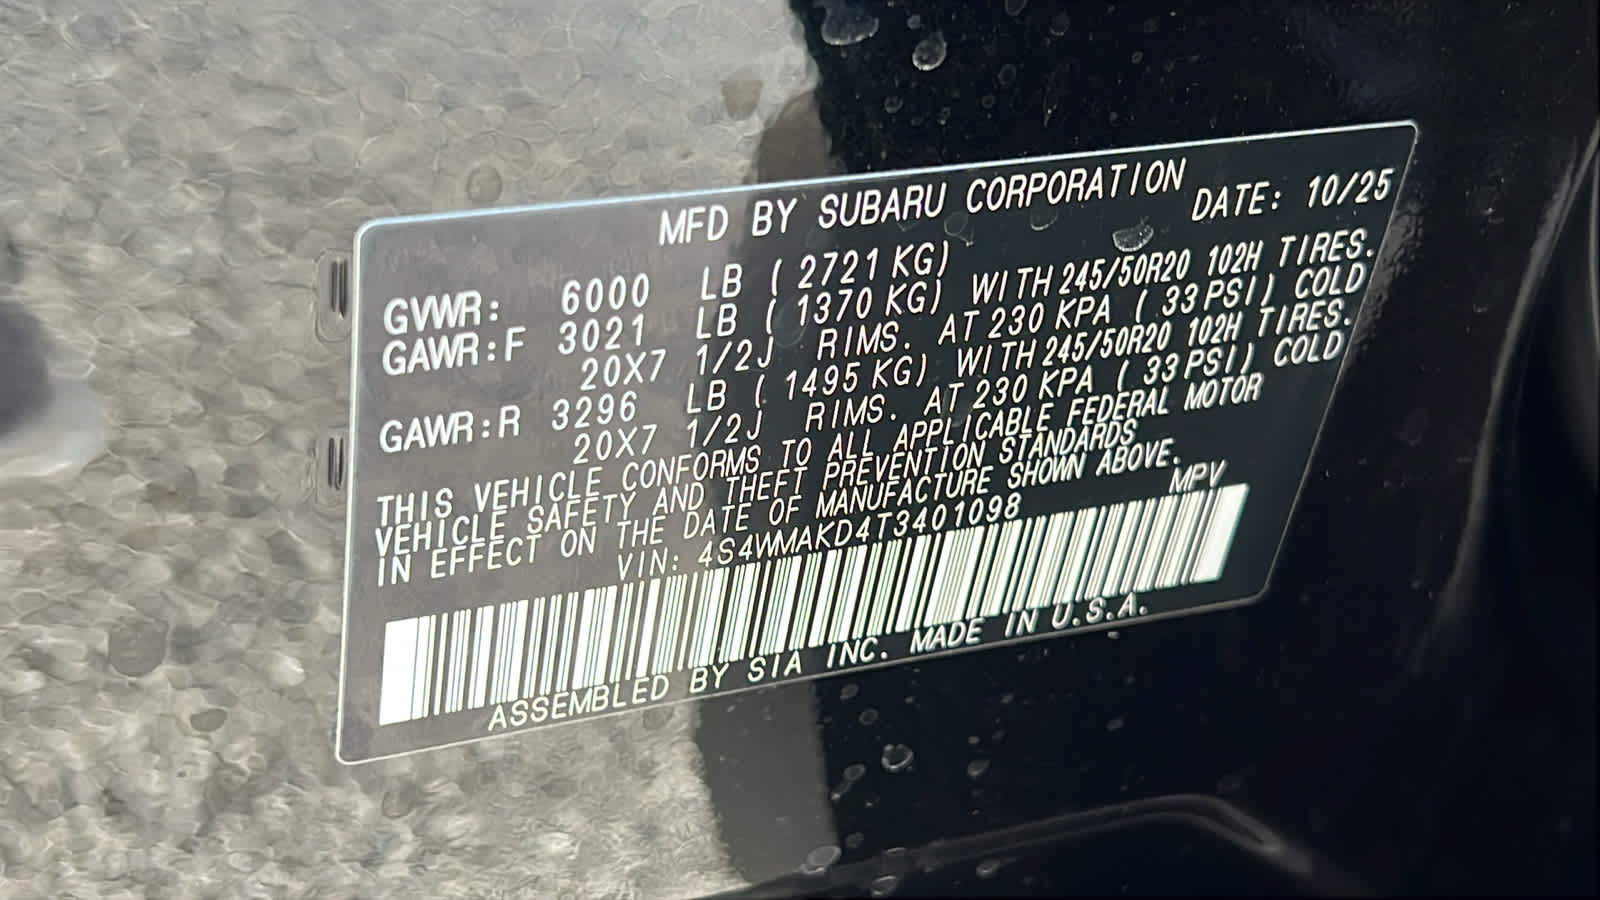 MFD BY SUBARU CORPORATION
DATE: 10/25
GVWR: 6000 LB ( 2721 KG)
GAWR:F 3021 LB ( 1370 KG) WITH 245/50R20 102H TIRES.
20X7 1/2J RIMS. AT 230 KPA ( 33 PSI) COLD
GAWR:R 3296 LB ( 1495 KG) WITH 245/50R20 102H TIRES.
20X7 1/2J RIMS. AT 230 KPA ( 33 PSI) COLD
THIS VEHICLE CONFORMS TO ALL APPLICABLE FEDERAL MOTOR
VEHICLE SAFETY AND THEFT PREVENTION STANDARDS
IN EFFECT ON THE DATE OF MANUFACTURE SHOWN ABOVE.
VIN: 4S4WMAKD4T3401098 MPV
ASSEMBLED BY SIA INC. MADE IN U.S.A.